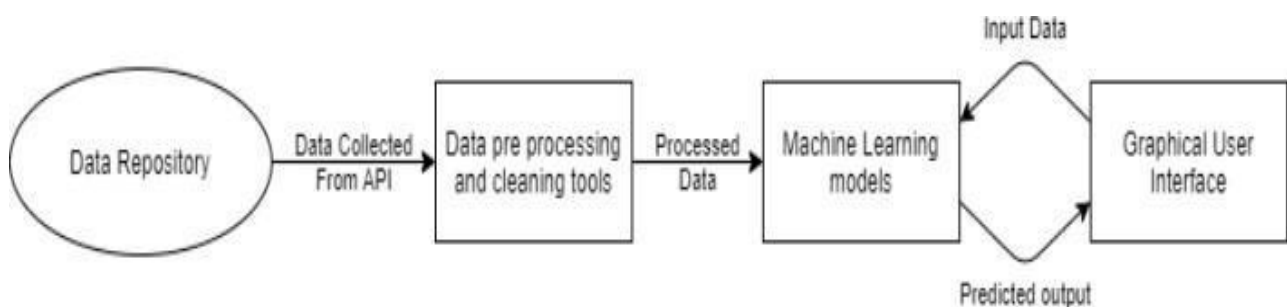 Input Data
Data Repository
Data Collected
From API
Data pre processing
and cleaning tools
Processed
Data
Machine Learning
models
Graphical User
Interface
Predicted output